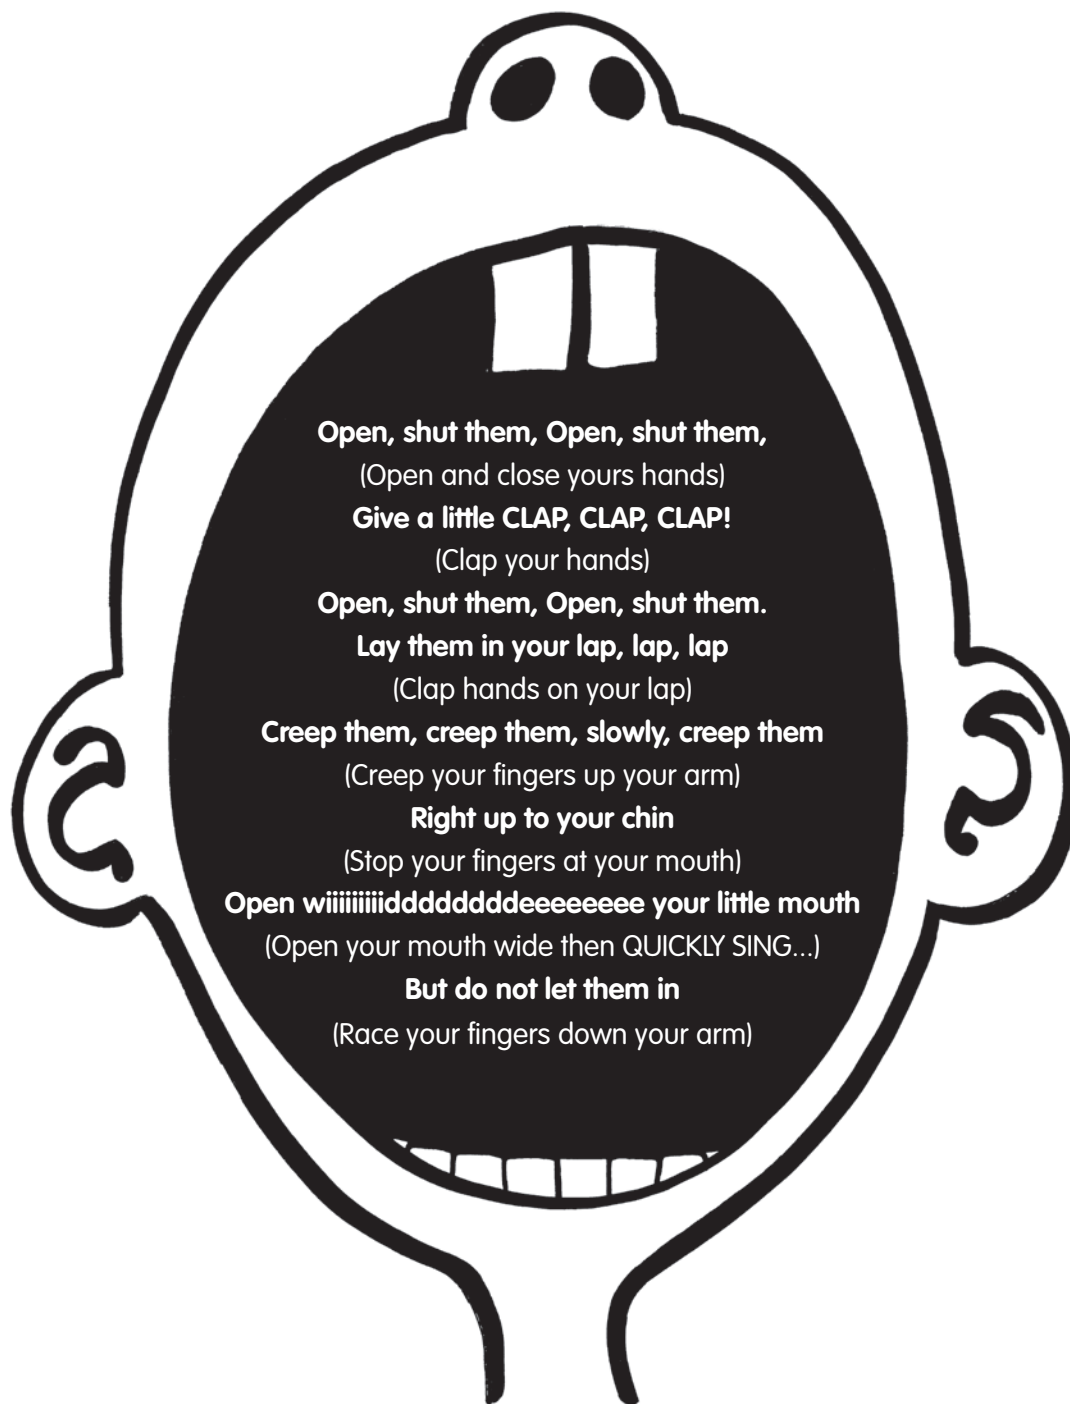 Open, shut them, Open, shut them,
(Open and close yours hands)
Give a little CLAP, CLAP, CLAP!
(Clap your hands)
Open, shut them, Open, shut them.
Lay them in your lap, lap, lap
(Clap hands on your lap)
Creep them, creep them, slowly, creep them
(Creep your fingers up your arm)
Right up to your chin
(Stop your fingers at your mouth)
Open wiiiiiiiiidddddddddeeeeeeeee your little mouth
(Open your mouth wide then QUICKLY SING...)
But do not let them in
(Race your fingers down your arm)